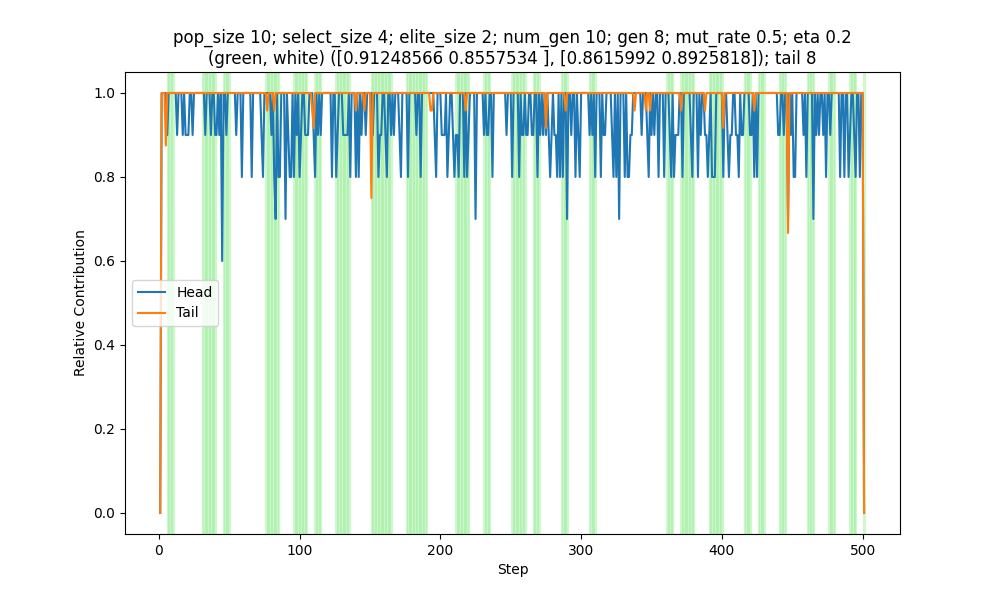 pop_size 10; select_size 4; elite_size 2; num_gen 10; gen 8; mut_rate 0.5; eta 0.2
(green, white) ([0.91248566 0.8557534 ], [0.8615992 0.8925818]); tail 8
1.0
0.8
0.6
0.4
0.2
0.0
Relative Contribution
Head
Tail
0
100
200
300
400
500
Step